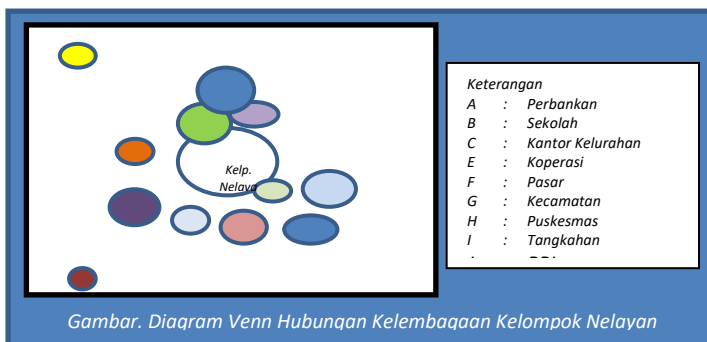 Kelp.
Nelaya
Keterangan
A : Perbankan
B : Sekolah
C : Kantor Kelurahan
E : Koperasi
F : Pasar
G : Kecamatan
H : Puskesmas
I : Tangkahan
Gambar. Diagram Venn Hubungan Kelembagaan Kelompok Nelayan